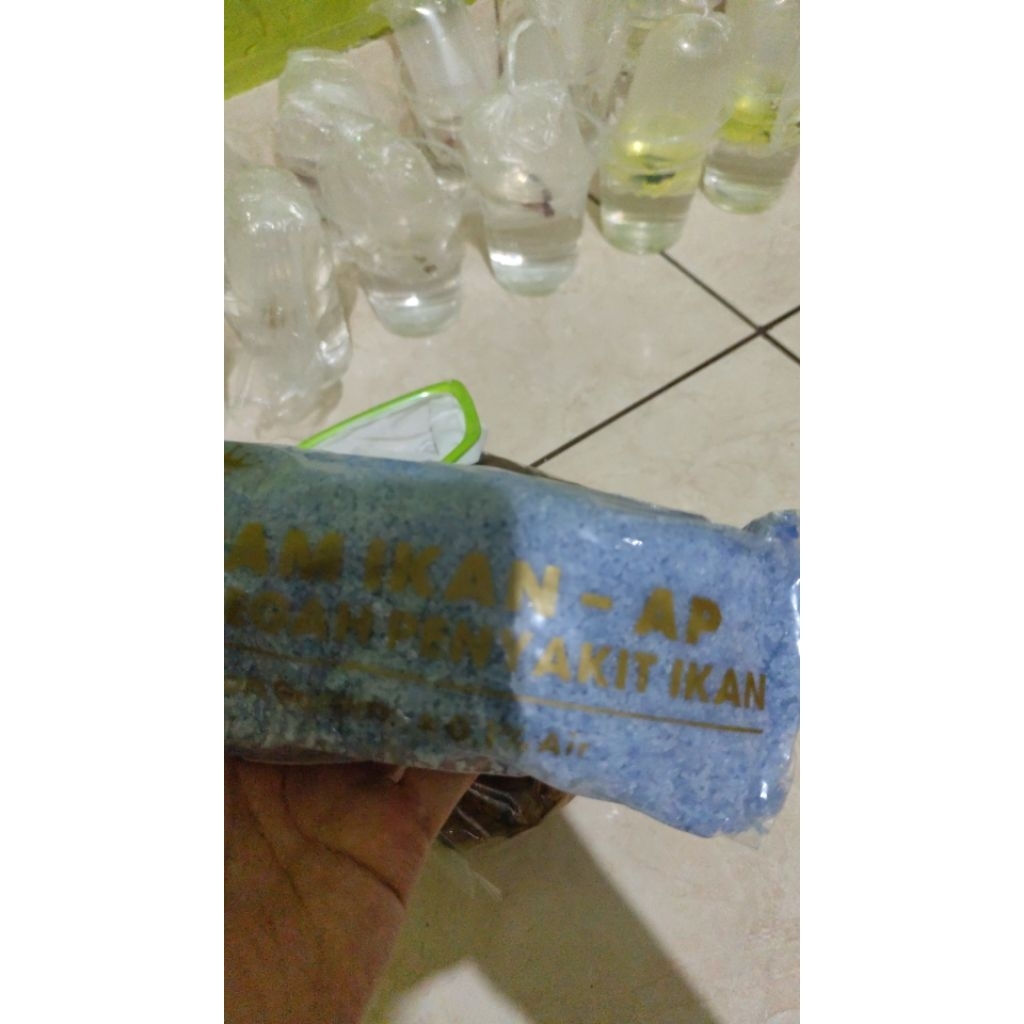 AM IKAN - AP
EGAH PENYAKIT IKAN
Air